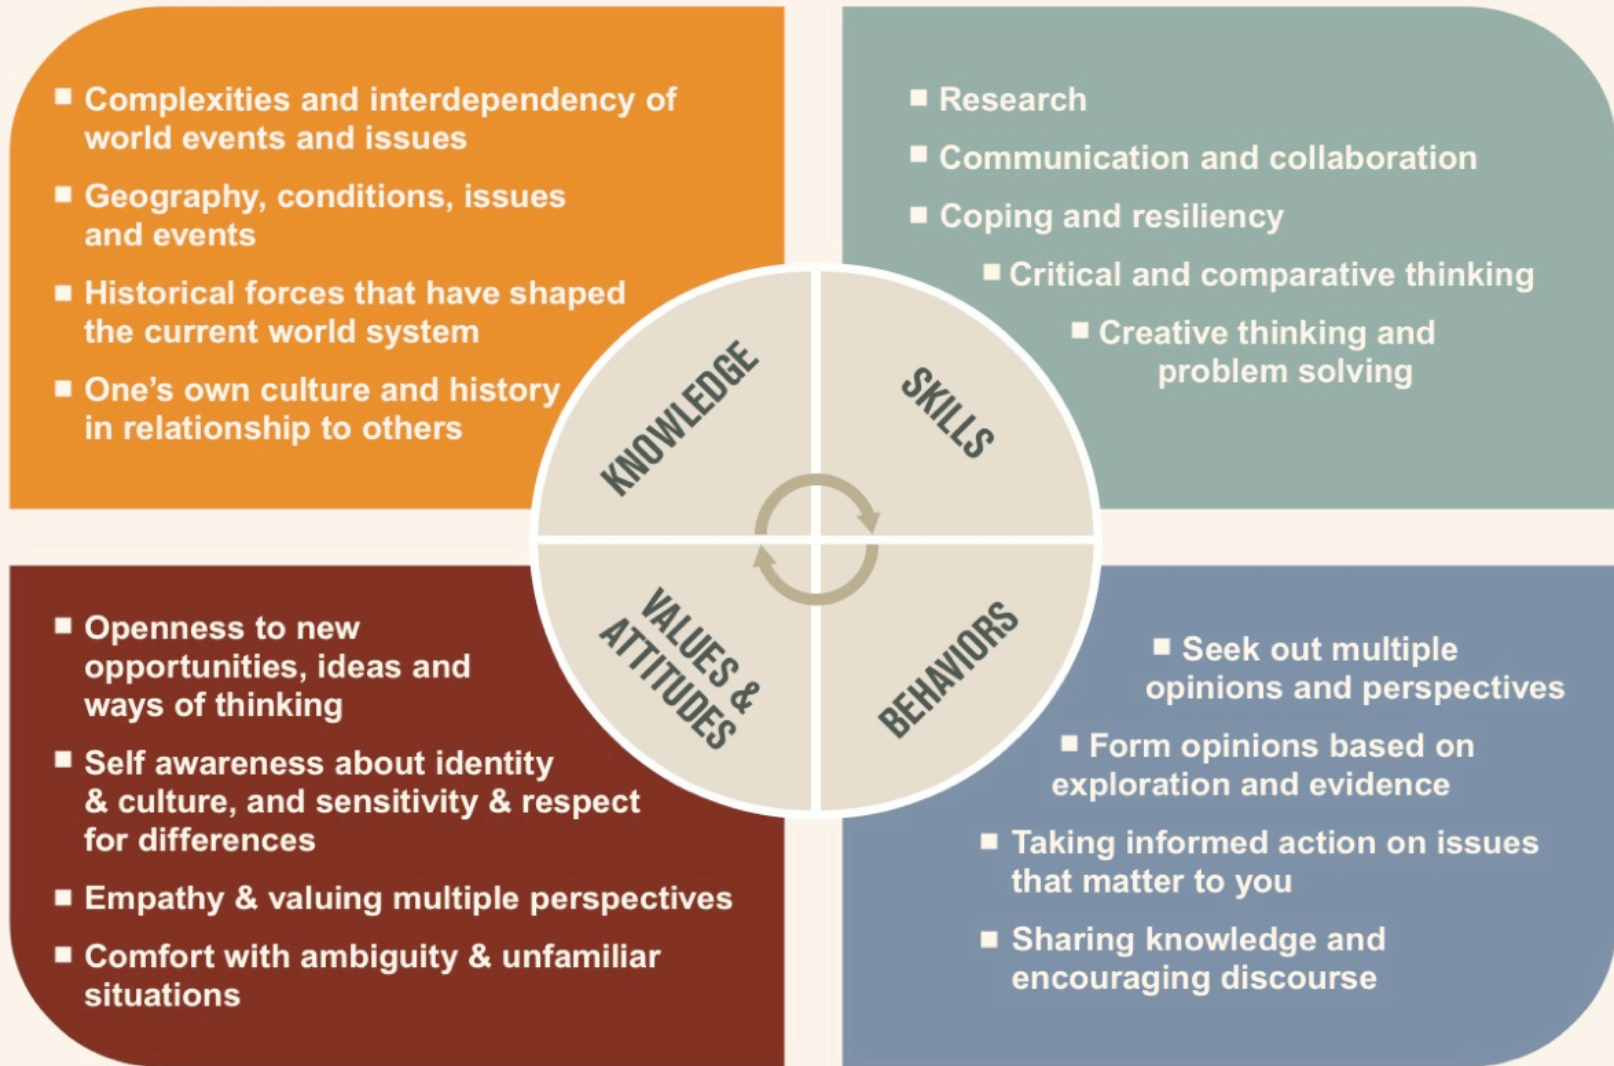 ■ Complexities and interdependency of
world events and issues
■ Geography, conditions, issues
and events
■ Historical forces that have shaped
the current world system
■ One’s own culture and history
in relationship to others
■ Research
■ Communication and collaboration
■ Coping and resiliency
■ Critical and comparative thinking
■ Creative thinking and
problem solving
KNOWLEDGE
SKILLS
VALUES &
ATTITUDES
BEHAVIORS
■ Openness to new
opportunities, ideas and
ways of thinking
■ Self awareness about identity
& culture, and sensitivity & respect
for differences
■ Empathy & valuing multiple perspectives
■ Comfort with ambiguity & unfamiliar
situations
■ Seek out multiple
opinions and perspectives
■ Form opinions based on
exploration and evidence
■ Taking informed action on issues
that matter to you
■ Sharing knowledge and
encouraging discourse